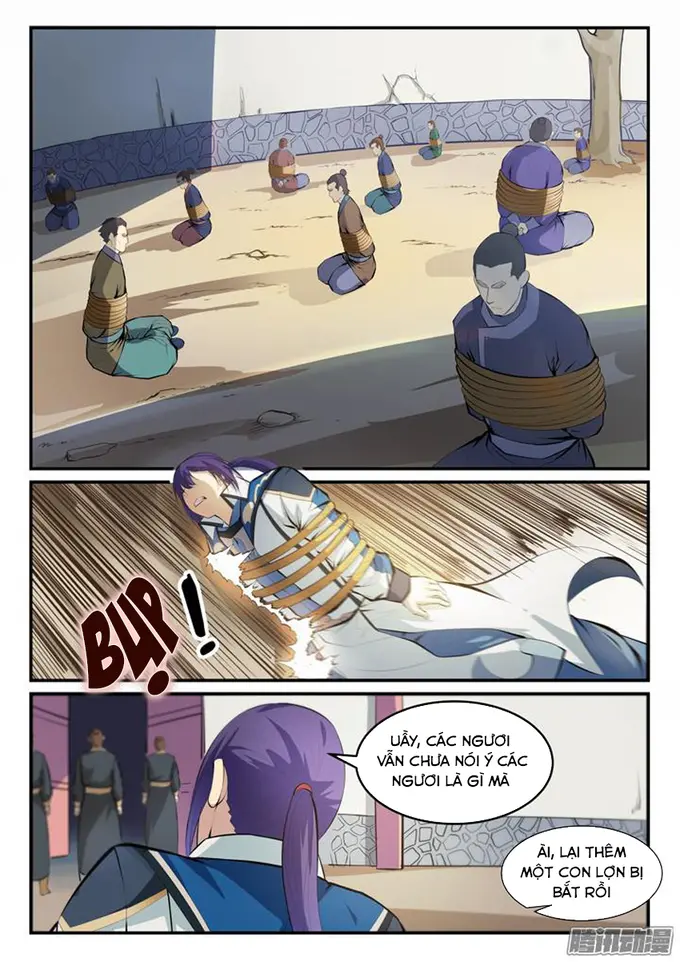 BỤP!
UẦY, CÁC NGƯƠI
VẪN CHƯA NÓI Ý CÁC
NGƯƠI LÀ GÌ MÀ
ÀI, LẠI THÊM
MỘT CON LỢN BỊ
BẮT RỒI
腾讯动漫